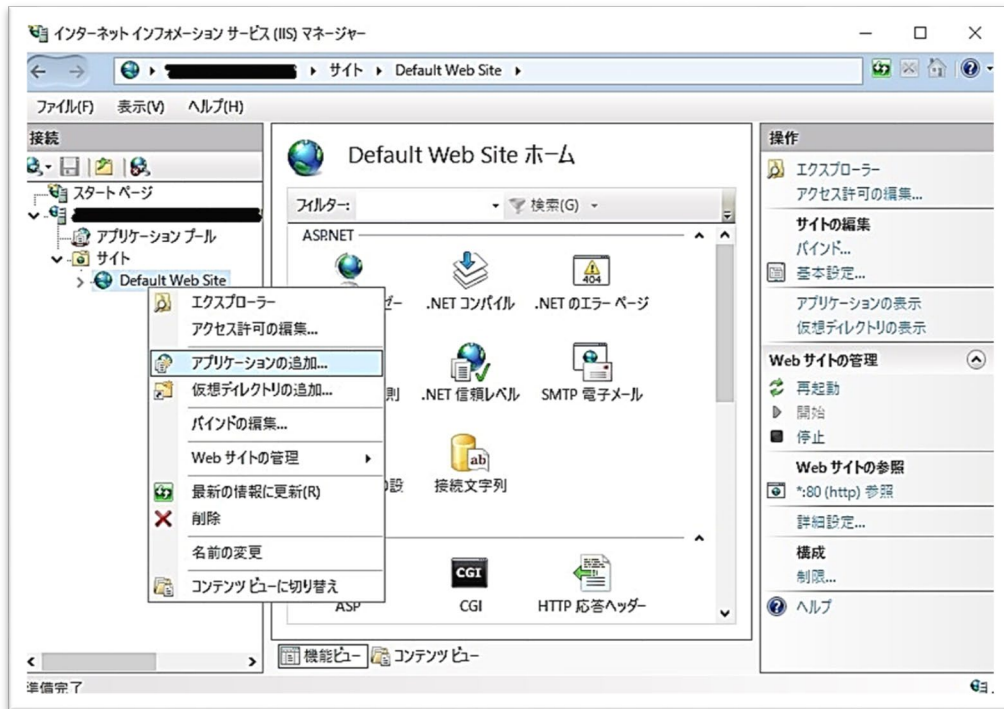 インターネット インフォメーション サービス (IIS) マネージャー
サイト
Default Web Site
ファイル(F) 表示(V) ヘルプ(H)
接続
スタート ページ
アプリケーション プール
サイト
Default Web Site
エクスプローラー
アクセス許可の編集...
アプリケーションの追加...
仮想ディレクトリの追加...
バインドの編集...
Web サイトの管理
最新の情報に更新(R)
削除
名前の変更
コンテンツ ビューに切り替え
Default Web Site ホーム
フィルター: 検索(G)
ASP.NET
.NET コンパイル
.NET のエラー ページ
404
則
.NET 信頼レベル
SMTP 電子メール
の設
接続文字列
ab
ASP
CGI
CGI
HTTP 応答ヘッダー
機能ビュー
コンテンツ ビュー
操作
エクスプローラー
アクセス許可の編集...
サイトの編集
バインド...
基本設定...
アプリケーションの表示
仮想ディレクトリの表示
Web サイトの管理
再起動
開始
停止
Web サイトの参照
*:80 (http) 参照
詳細設定...
構成
制限...
ヘルプ
準備完了